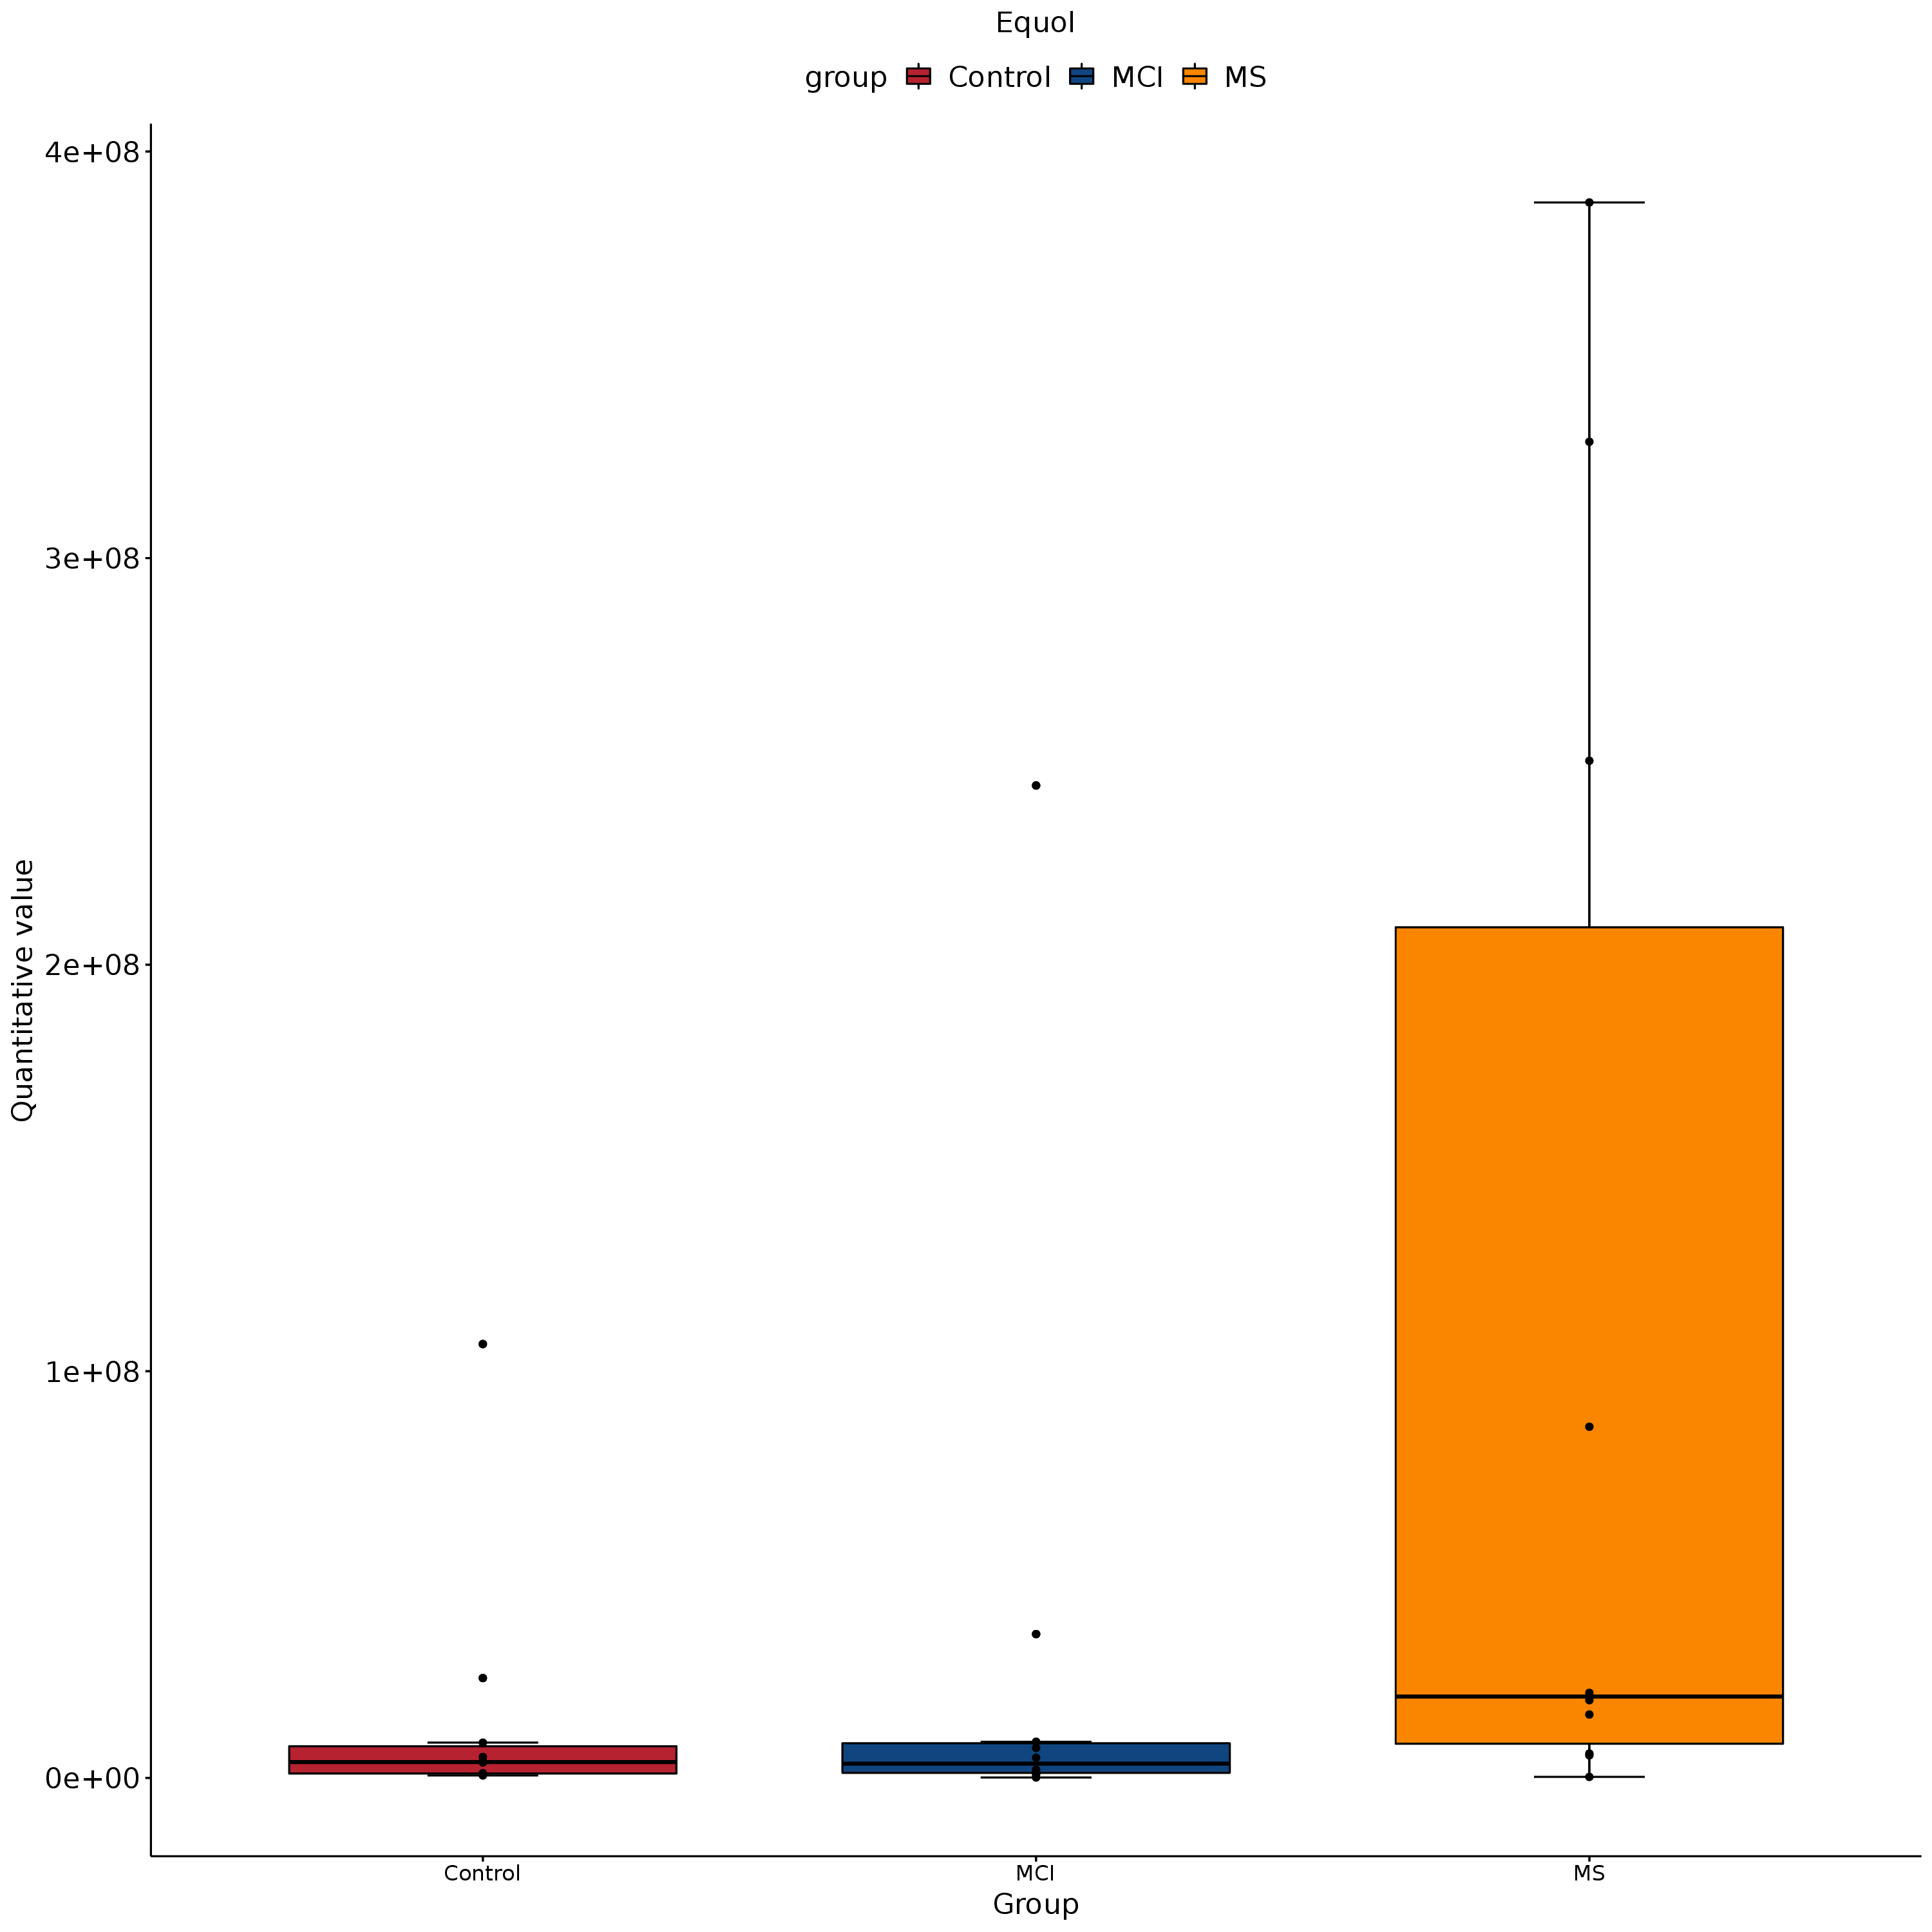 Equol
group Control MCI MS
4e+08
3e+08
2e+08
1e+08
0e+00
Quantitative value
Control MCI MS
Group